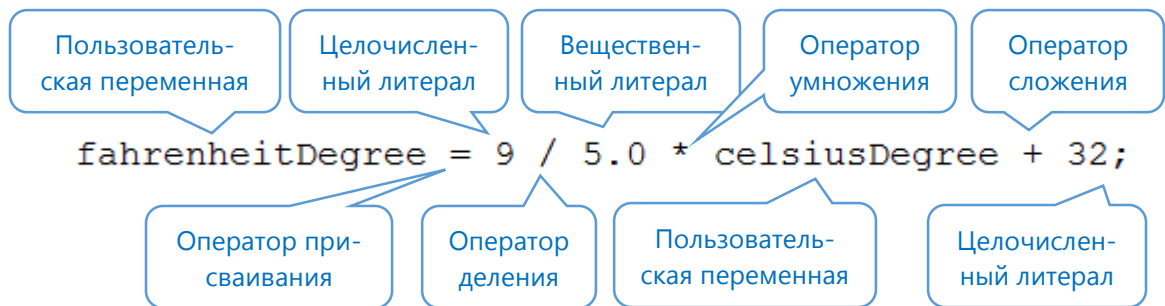 Пользователь-
ская переменная
Целочислен-
ный литерал
Веществен-
ный литерал
Оператор
умножения
Оператор
сложения
fahrenheitDegree = 9 / 5.0 * celsiusDegree + 32;
Оператор при-
сваивания
Оператор
деления
Пользователь-
ская переменная
Целочислен-
ный литерал